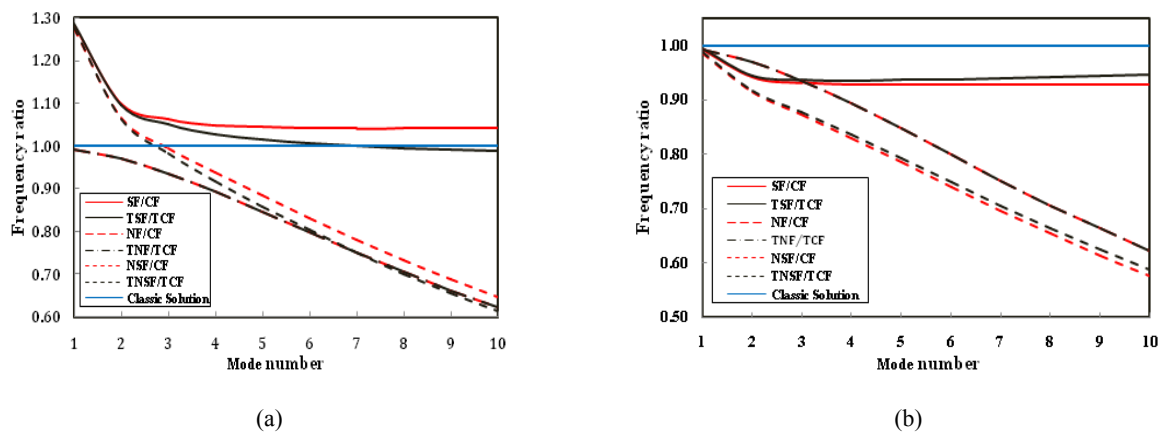 1.30
1.20
1.10
1.00
0.90
0.80
0.70
0.60
Frequency ratio
SF/CF
TSF/TCF
NF/CF
TNF/TCF
NSF/CF
TNSF/TCF
Classic Solution
1 2 3 4 5 6 7 8 9 10
Mode number
(a)
1.00
0.90
0.80
0.70
0.60
0.50
Frequency ratio
SF/CF
TSF/TCF
NF/CF
TNF/TCF
NSF/CF
TNSF/TCF
Classic Solution
1 2 3 4 5 6 7 8 9 10
Mode number
(b)